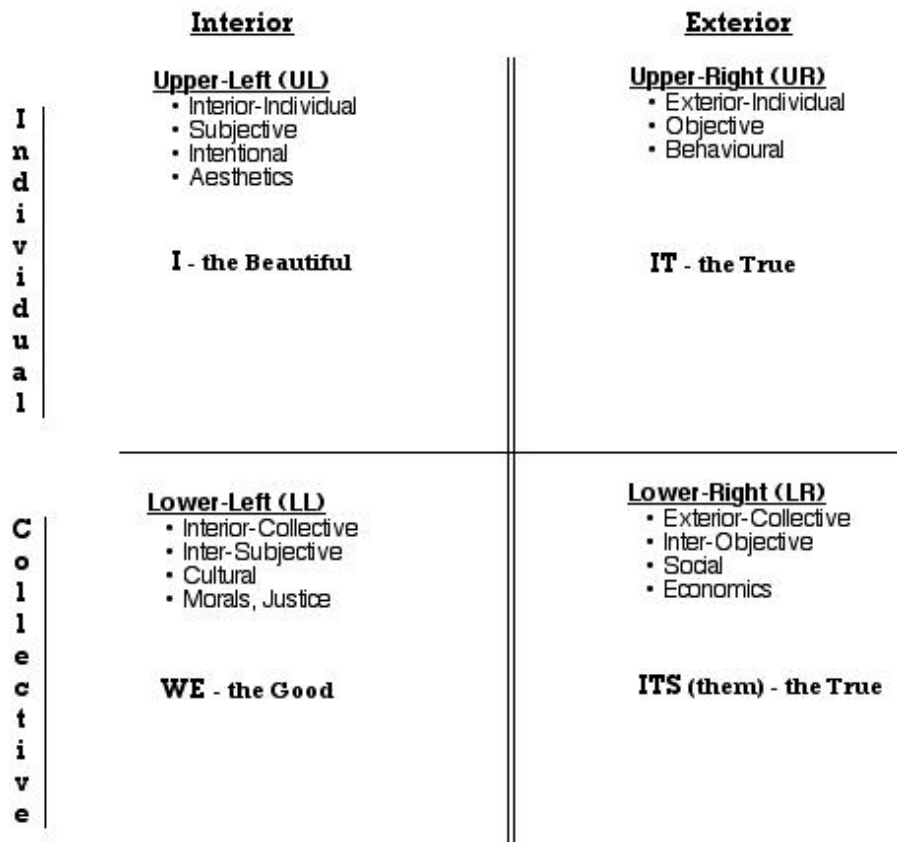 Interior
Exterior
Individual
Upper-Left (UL)
• Interior-Individual
• Subjective
• Intentional
• Aesthetics
I - the Beautiful
Upper-Right (UR)
• Exterior-Individual
• Objective
• Behavioural
IT - the True
Collective
Lower-Left (LL)
• Interior-Collective
• Inter-Subjective
• Cultural
• Morals, Justice
WE - the Good
Lower-Right (LR)
• Exterior-Collective
• Inter-Objective
• Social
• Economics
ITS (them) - the True